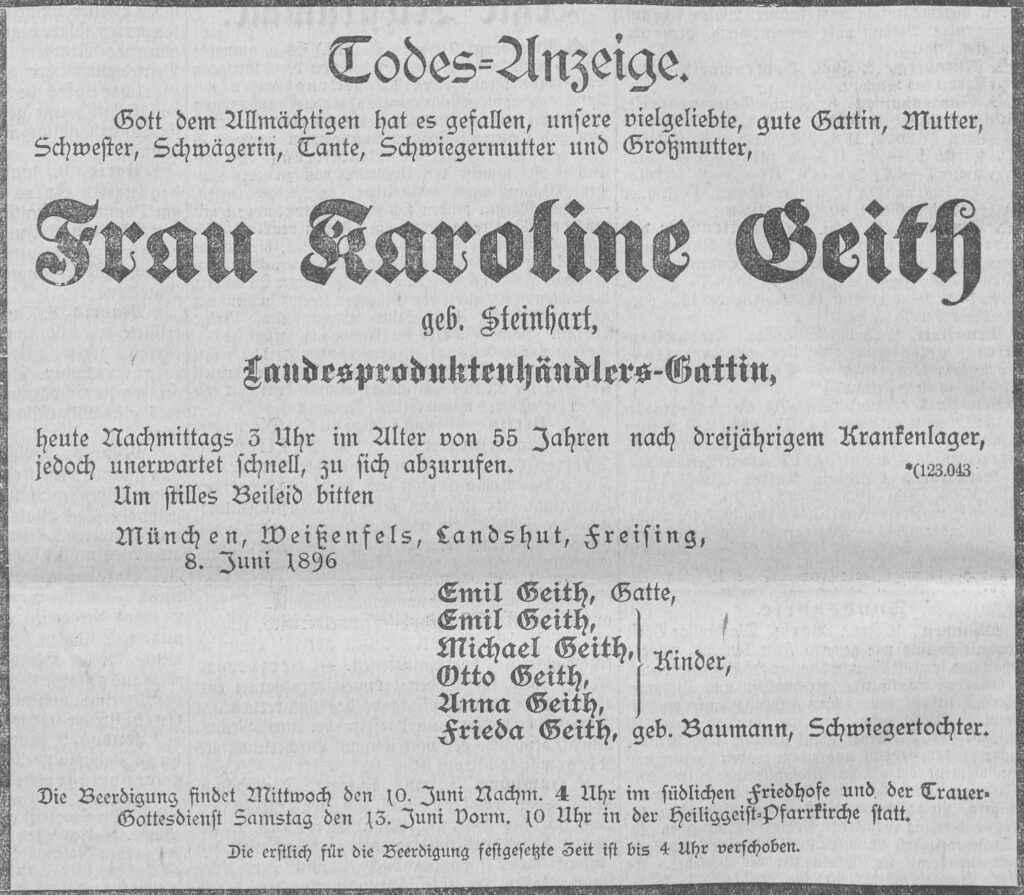 Todes-Anzeige.
Gott dem Allmächtigen hat es gefallen, unsere vielgeliebte, gute Gattin, Mutter,
Schwester, Schwägerin, Tante, Schwiegermutter und Großmutter,
Frau Karoline Geith
geb. Steinhart,
Landesproduktenhändlers-Gattin,
heute Nachmittags 3 Uhr im Alter von 55 Jahren nach dreijährigem Krankenlager,
jedoch unerwartet schnell, zu sich abzurufen. *(123.043
Um stilles Beileid bitten
München, Weißenfels, Landshut, Freising,
8. Juni 1896
Emil Geith, Gatte,
Emil Geith,
Michael Geith,
Otto Geith,
Anna Geith,
Kinder,
Frieda Geith, geb. Baumann, Schwiegertochter.
Die Beerdigung findet Mittwoch den 10. Juni Nachm. 4 Uhr im südlichen Friedhofe und der Trauer-
Gottesdienst Samstag den 13. Juni Vorm. 10 Uhr in der Heiliggeist-Pfarrkirche statt.
Die erstlich für die Beerdigung festgesetzte Zeit ist bis 4 Uhr verschoben.